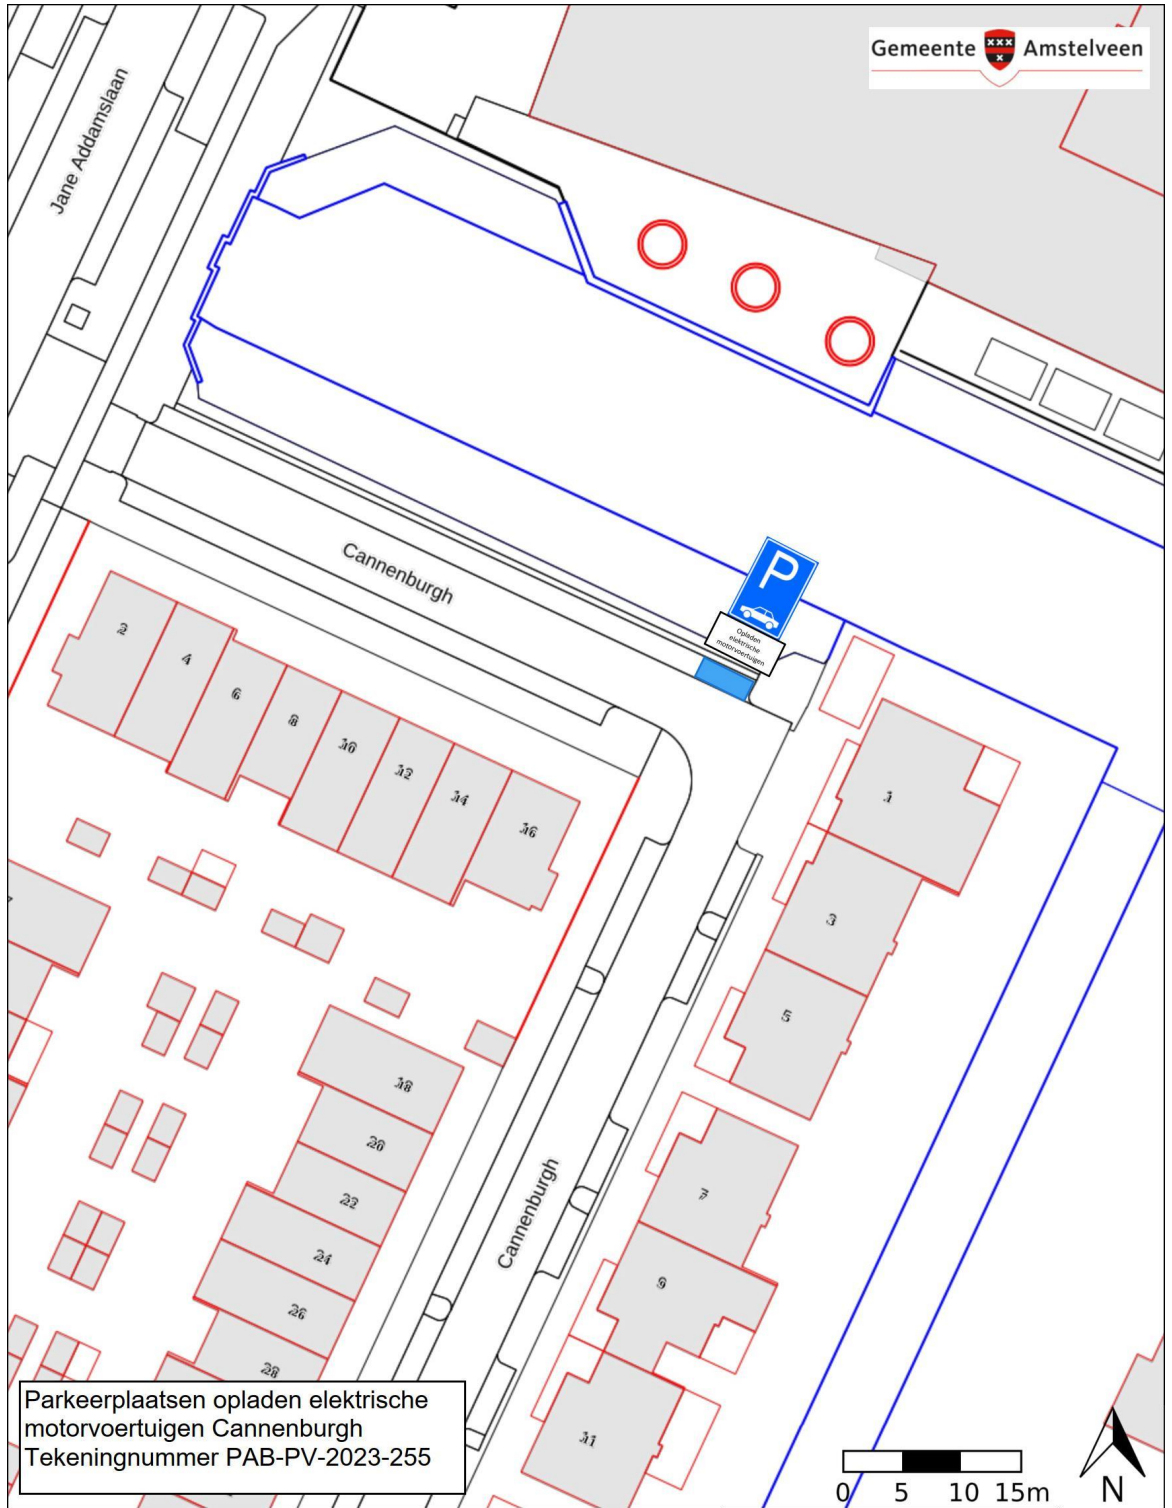 Gemeente Amstelveen
Jane Addamslaan
Cannenburgh
P
Opladen
elektrische
motorvoertuigen
2
4
6
8
10
12
14
16
1
3
5
18
20
22
24
26
28
7
9
11
Cannenburgh
Parkeerplaatsen opladen elektrische
motorvoertuigen Cannenburgh
Tekeningnummer PAB-PV-2023-255
0 5 10 15m
N